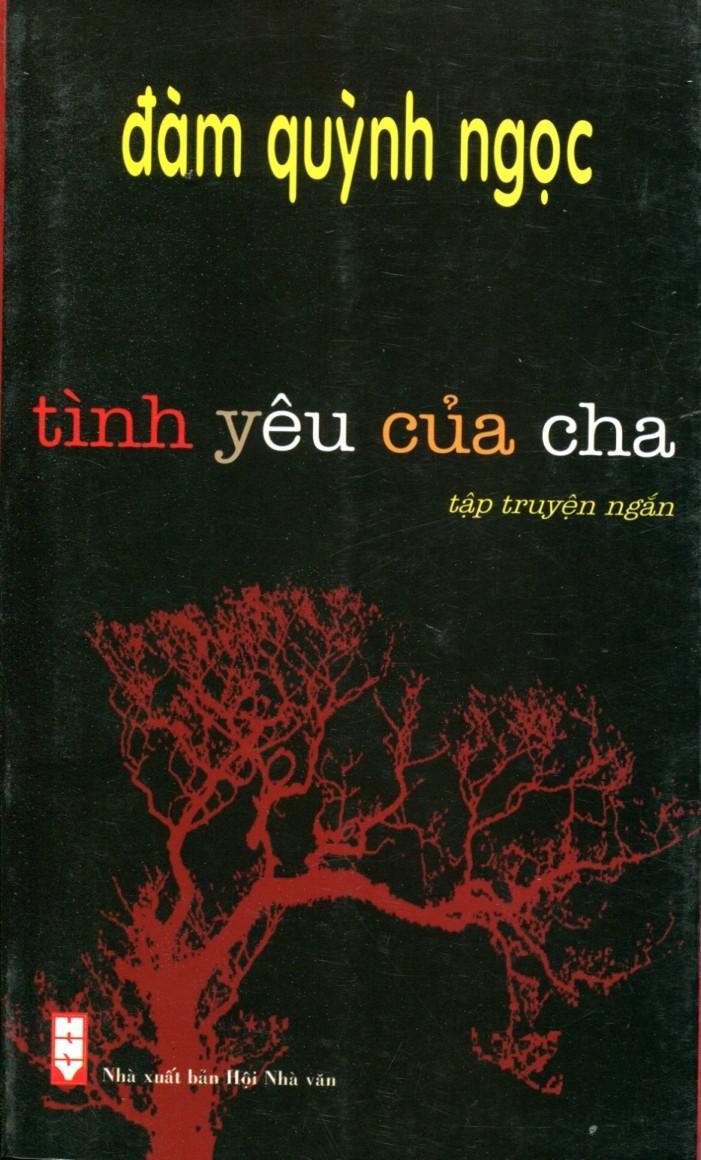 đàm quỳnh ngọc
tình yêu của cha
tập truyện ngắn
HNV
Nhà xuất bản Hội Nhà văn